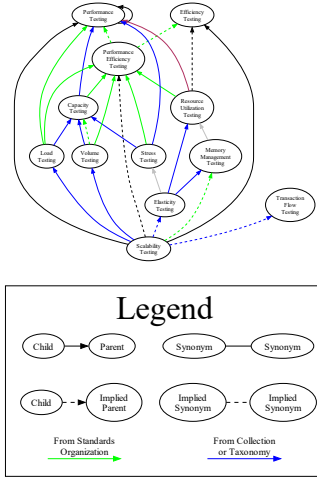 Performance
Testing
Efficiency
Testing
Performance
Efficiency
Testing
Capacity
Testing
Resource
Utilization
Testing
Load
Testing
Volume
Testing
Stress
Testing
Memory
Management
Testing
Elasticity
Testing
Transaction
Flow
Testing
Scalability
Testing
Legend
Child
Parent
Synonym
Synonym
Child
Implied
Parent
Implied
Synonym
Implied
Synonym
From Standards
Organization
From Collection
or Taxonomy